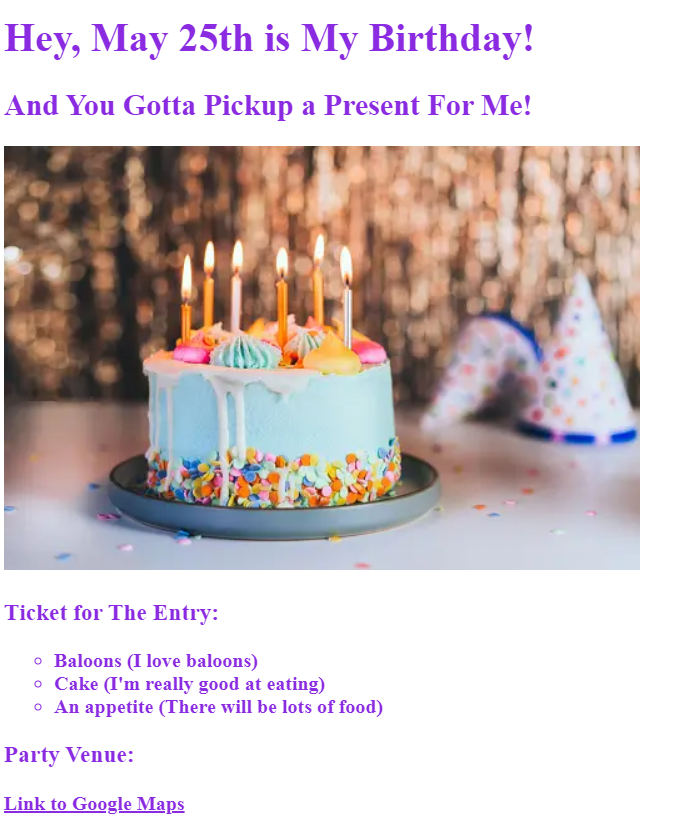 Hey, May 25th is My Birthday!
And You Gotta Pickup a Present For Me!
Ticket for The Entry:
Baloons (I love baloons)
Cake (I'm really good at eating)
An appetite (There will be lots of food)
Party Venue:
Link to Google Maps